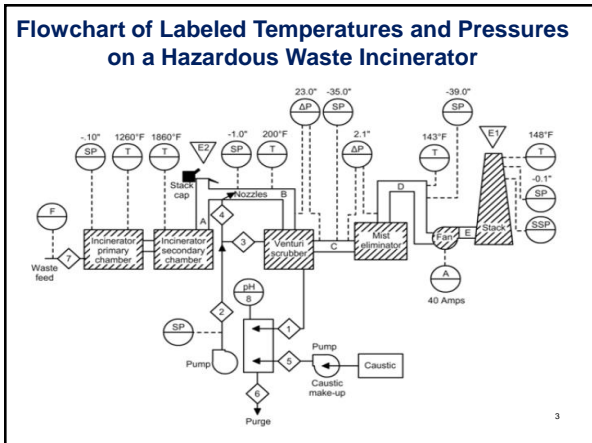 Flowchart of Labeled Temperatures and Pressures
on a Hazardous Waste Incinerator
23.0" -35.0" -39.0"
ΔP SP SP
-.10" 1260°F 1860°F E2 -1.0" 200°F 2.1" 143°F E1 148°F
SP T T SP T ΔP T T
-0.1"
SP
SSP
Stack
cap
Nozzles
A B C D E
F
Waste
feed
7
Incinerator
primary
chamber
Incinerator
secondary
chamber
4
3
Venturi
scrubber
Mist
eliminator
Fan
Stack
A
40 Amps
pH
8
2
1
SP
Pump
5
Pump
Caustic
make-up
Caustic
6
Purge
3